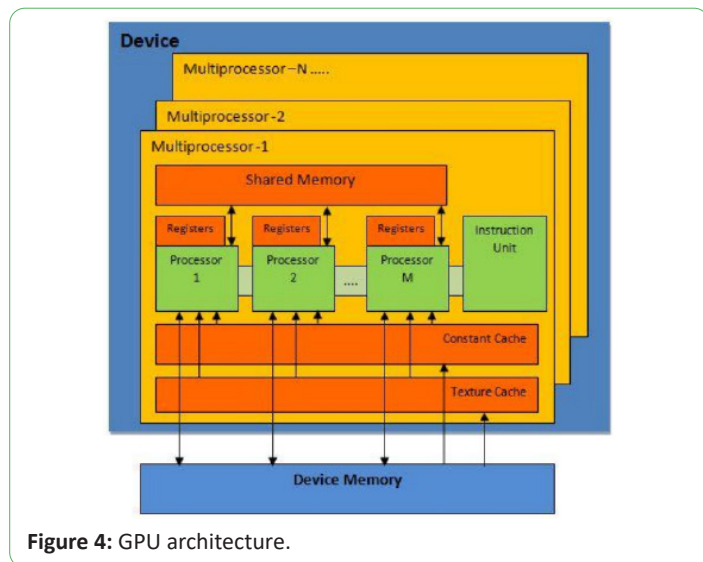 Device
Multiprocessor–N .....
Multiprocessor-2
Multiprocessor-1
Shared Memory
Registers
Registers
Registers
Instruction
Unit
Processor
1
Processor
2
....
Processor
M
Constant Cache
Texture Cache
Device Memory
Figure 4: GPU architecture.